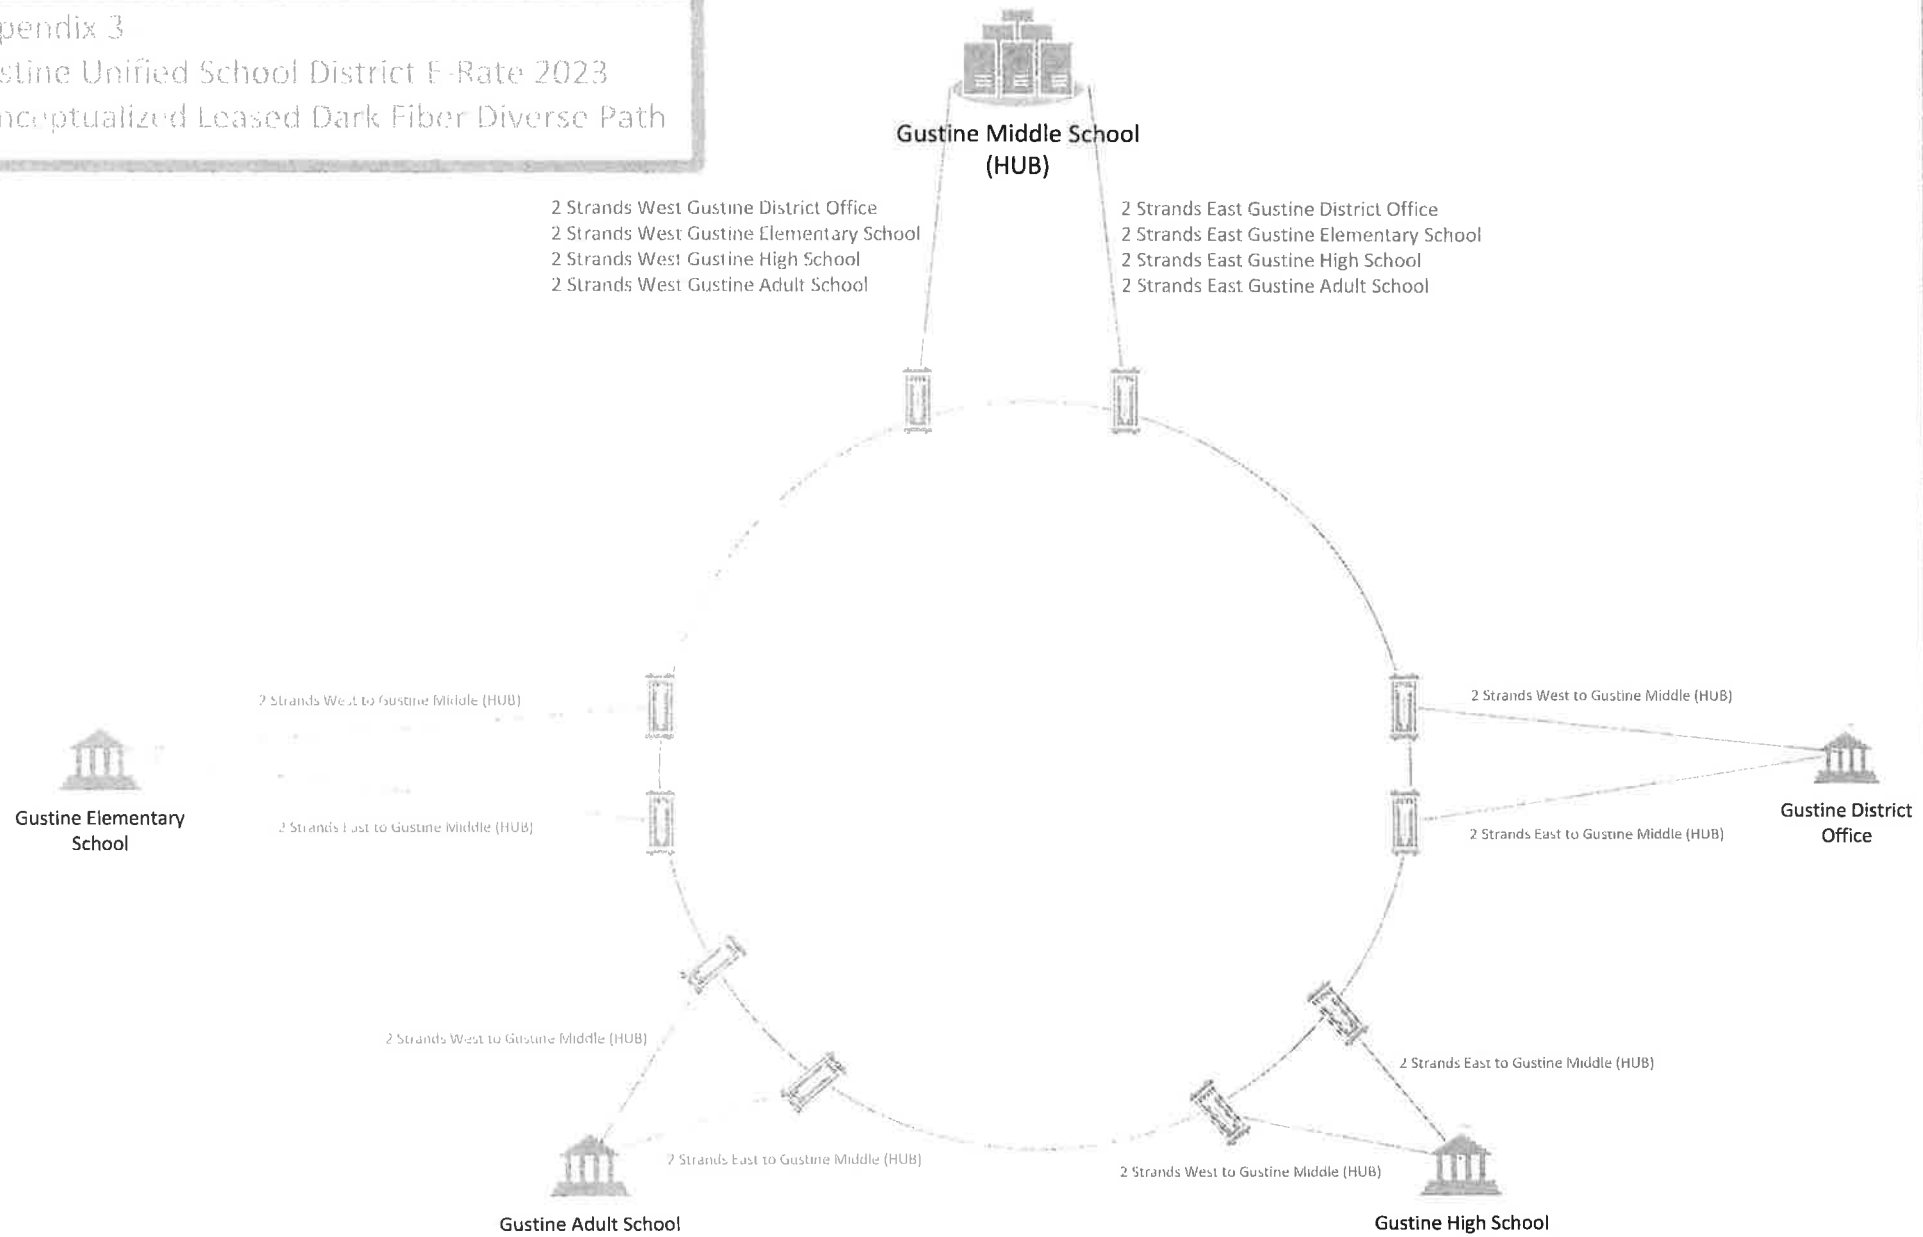 pendix 3
stine Unified School District E-Rate 2023
nceptualized Leased Dark Fiber Diverse Path
Gustine Middle School
(HUB)
2 Strands West Gustine District Office
2 Strands West Gustine Elementary School
2 Strands West Gustine High School
2 Strands West Gustine Adult School
2 Strands East Gustine District Office
2 Strands East Gustine Elementary School
2 Strands East Gustine High School
2 Strands East Gustine Adult School
2 Strands West to Gustine Middle (HUB)
2 Strands West to Gustine Middle (HUB)
Gustine Elementary
School
2 Strands East to Gustine Middle (HUB)
Gustine District
Office
2 Strands East to Gustine Middle (HUB)
2 Strands West to Gustine Middle (HUB)
2 Strands East to Gustine Middle (HUB)
2 Strands East to Gustine Middle (HUB)
2 Strands West to Gustine Middle (HUB)
Gustine Adult School
Gustine High School